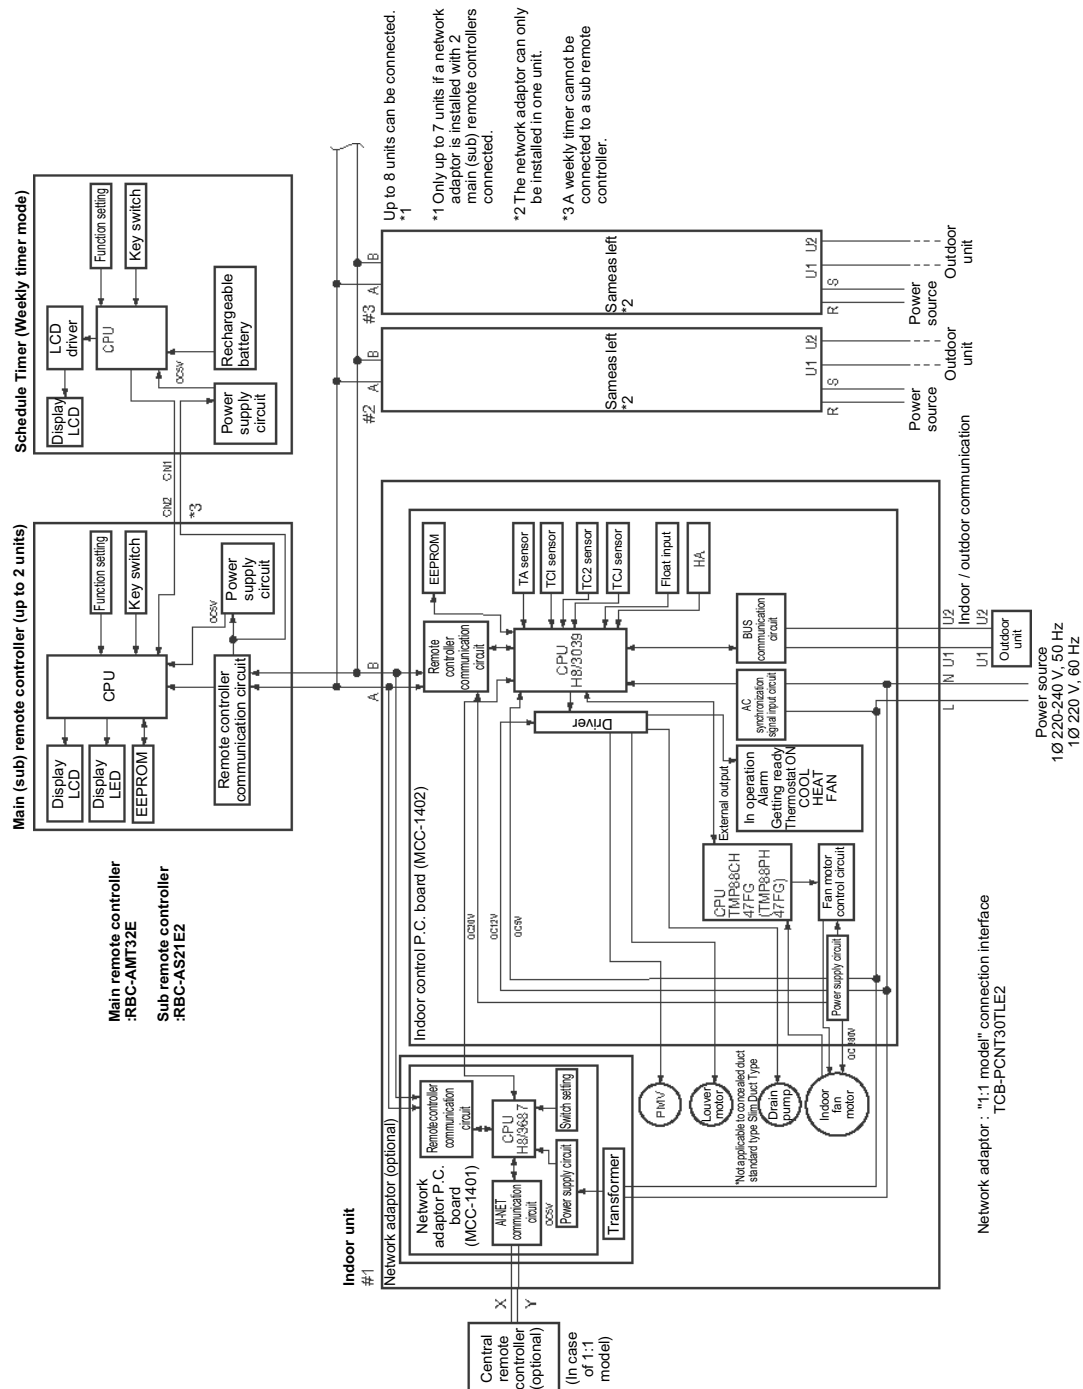 Main remote controller
:RBC-AMT32E
Sub remote controller
:RBC-AS21E2
Main (sub) remote controller (up to 2 units)
Display
LCD
Display
LED
EEPROM
CPU
Function setting
Key switch
DC5V
Power
supply
circuit
Remote controller
communication circuit
CN2
CN1
*3
Schedule Timer (Weekly timer mode)
Display
LCD
LCD
driver
CPU
Function setting
Key switch
DC5V
Power
supply
circuit
Rechargeable
battery
Up to 8 units can be connected.
*1
*1 Only up to 7 units if a network
adaptor is installed with 2
main (sub) remote controllers
connected.
*2 The network adaptor can only
be installed in one unit.
*3 A weekly timer cannot be
connected to a sub remote
controller.
Indoor unit
#1
Network adaptor (optional)
Network
adaptor P.C.
board
(MCC-1401)
Remote controller
communication
circuit
CPU
H8/3687
AI-NET
communication
circuit
Switch setting
DC5V
Power supply circuit
Transformer
X
Y
Central
remote
controller
(optional)
(In case
of 1:1
model)
A
B
Indoor control P.C. board (MCC-1402)
DC20V
DC12V
DC5V
Remote
controller
communication
circuit
EEPROM
TA sensor
TCI sensor
TC2 sensor
TCJ sensor
Float input
HA
CPU
H8/3039
Driver
AC
synchronization
signal input circuit
BUS
communication
circuit
External output
In operation
Alarm
Getting ready
Thermostat ON
COOL
HEAT
FAN
CPU
TMP88CH
47FG
(TMP88PH
47FG)
Fan motor
control circuit
Power supply circuit
DC280V
PMV
Louver
motor
Drain
pump
Indoor
fan
motor
*Not applicable to concealed duct
standard type Slim Duct Type
L
N
U1
U2
Indoor / outdoor communication
U1
U2
Outdoor
unit
Power source
1Ø 220-240 V, 50 Hz
1Ø 220 V, 60 Hz
#2
A
B
Sameas left
*2
R
S
U1
U2
Power
source
Outdoor
unit
#3
A
B
Sameas left
*2
R
S
U1
U2
Power
source
Outdoor
unit
Network adaptor : "1:1 model" connection interface
TCB-PCNT30TLE2